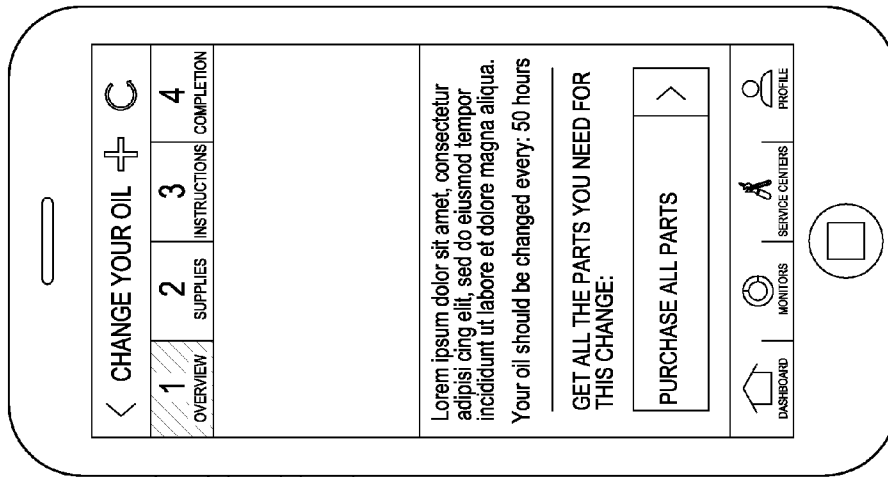 CHANGE YOUR OIL
1 2 3 4
OVERVIEW SUPPLIES INSTRUCTIONS COMPLETION
Lorem ipsum dolor sit amet, consectetur
adipisi cing elit, sed do eiusmod tempor
incididunt ut labore et dolore magna aliqua.
Your oil should be changed every: 50 hours
GET ALL THE PARTS YOU NEED FOR
THIS CHANGE:
PURCHASE ALL PARTS
DASHBOARD MONITORS SERVICE CENTERS PROFILE